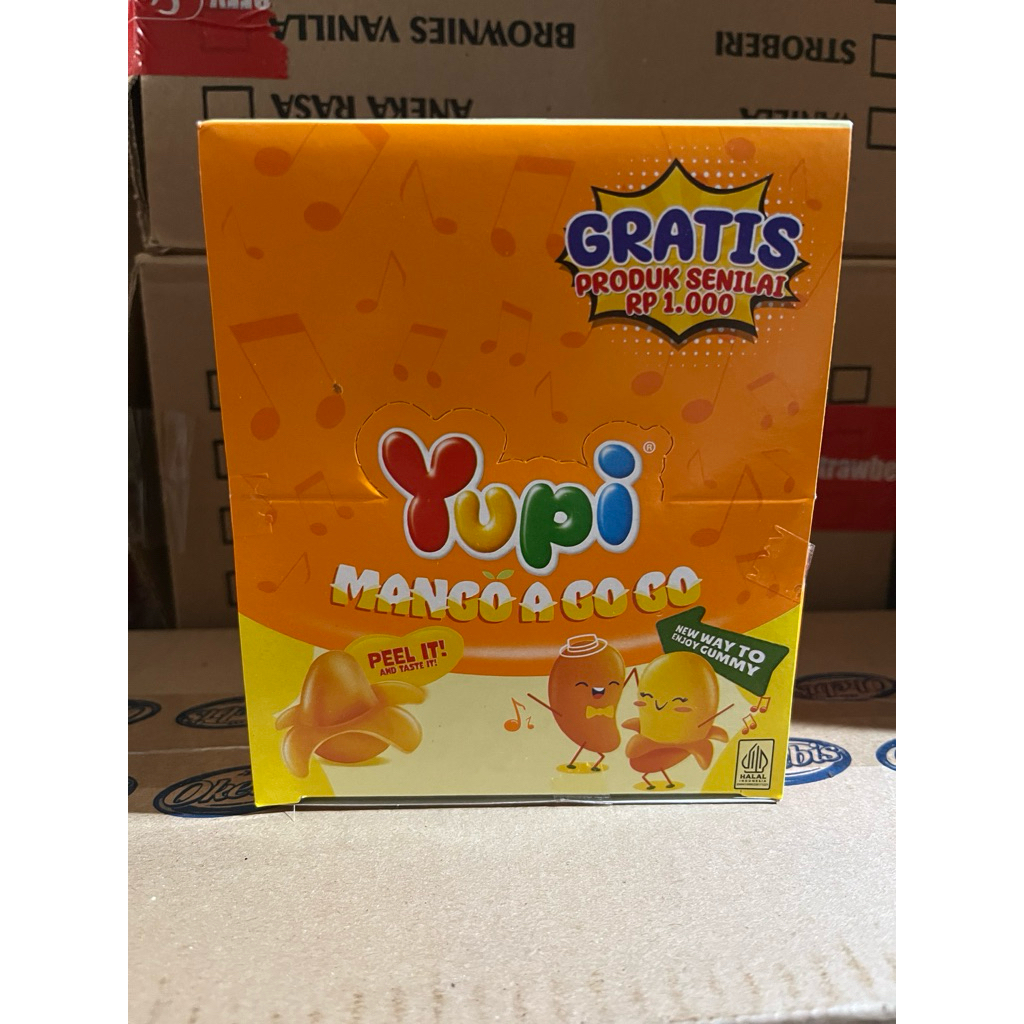 BROWNIES VANILLA
STROBERI
ANEKA RASA
GRATIS
PRODUK SENILAI
RP 1.000
Yupi®
MANGO A GO GO
PEEL IT!
AND TASTE IT!
NEW WAY TO
ENJOY GUMMY
HALAL
INDONESIA